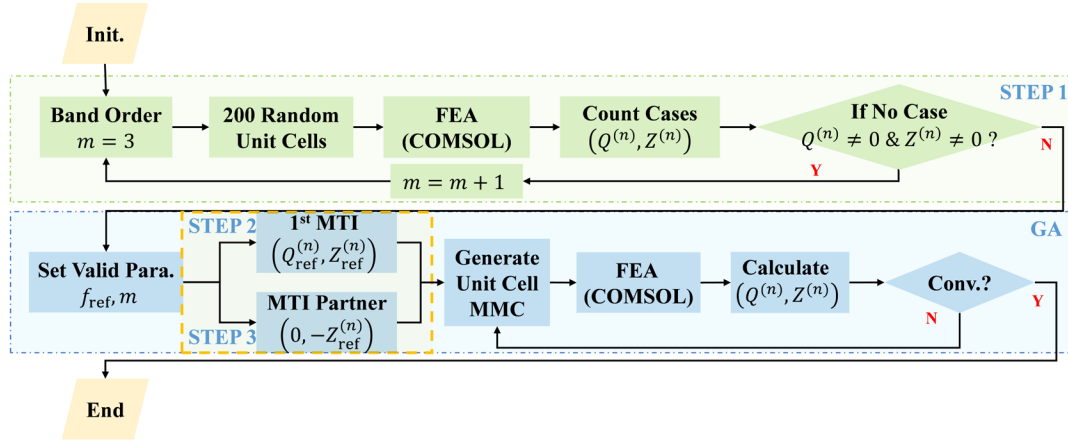 Init.
STEP 1
Band Order
m = 3
200 Random
Unit Cells
FEA
(COMSOL)
Count Cases
(Q^(n), Z^(n))
If No Case
Q^(n) ≠ 0 & Z^(n) ≠ 0 ?
N
Y
m = m + 1
GA
STEP 2
Set Valid Para.
f_ref, m
1st MTI
(Q_ref^(n), Z_ref^(n))
MTI Partner
(0, −Z_ref^(n))
STEP 3
Generate
Unit Cell
MMC
FEA
(COMSOL)
Calculate
(Q^(n), Z^(n))
Conv.?
Y
N
End